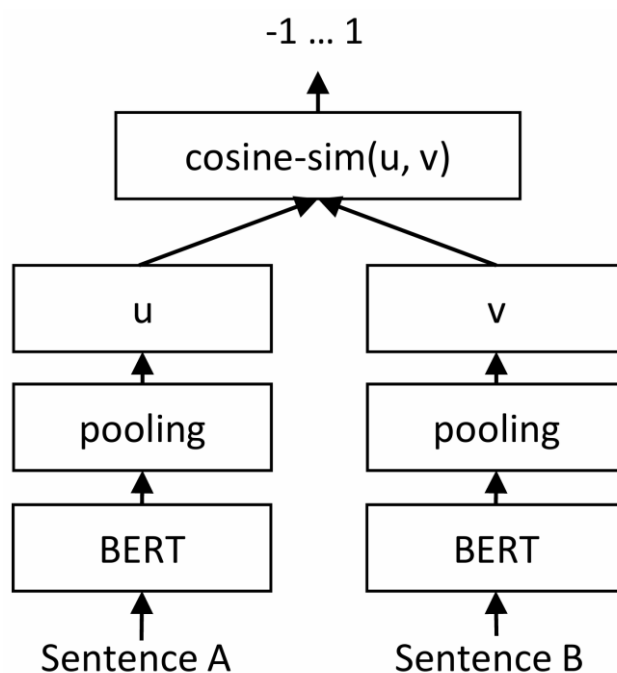 -1 ... 1
cosine-sim(u, v)
u v
pooling pooling
BERT BERT
Sentence A Sentence B